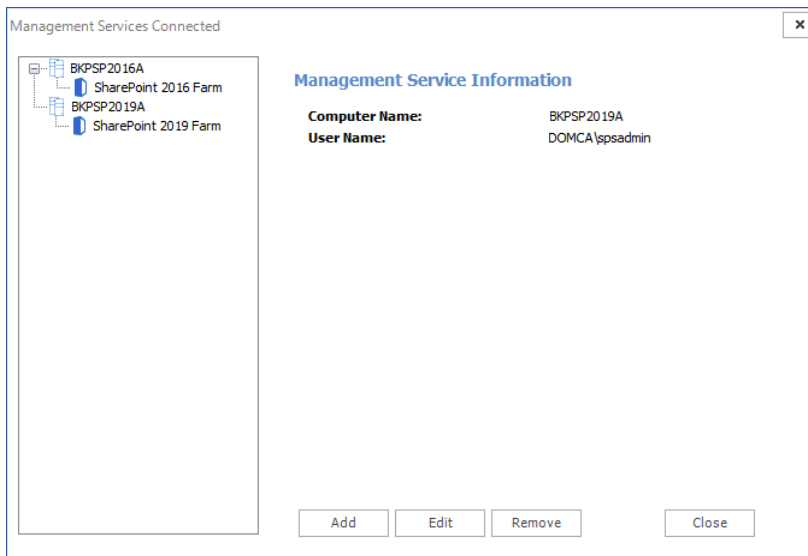 Management Services Connected
BKPSP2016A
SharePoint 2016 Farm
BKPSP2019A
SharePoint 2019 Farm
Management Service Information
Computer Name: BKPSP2019A
User Name: DOMCA\spsadmin
Add Edit Remove Close